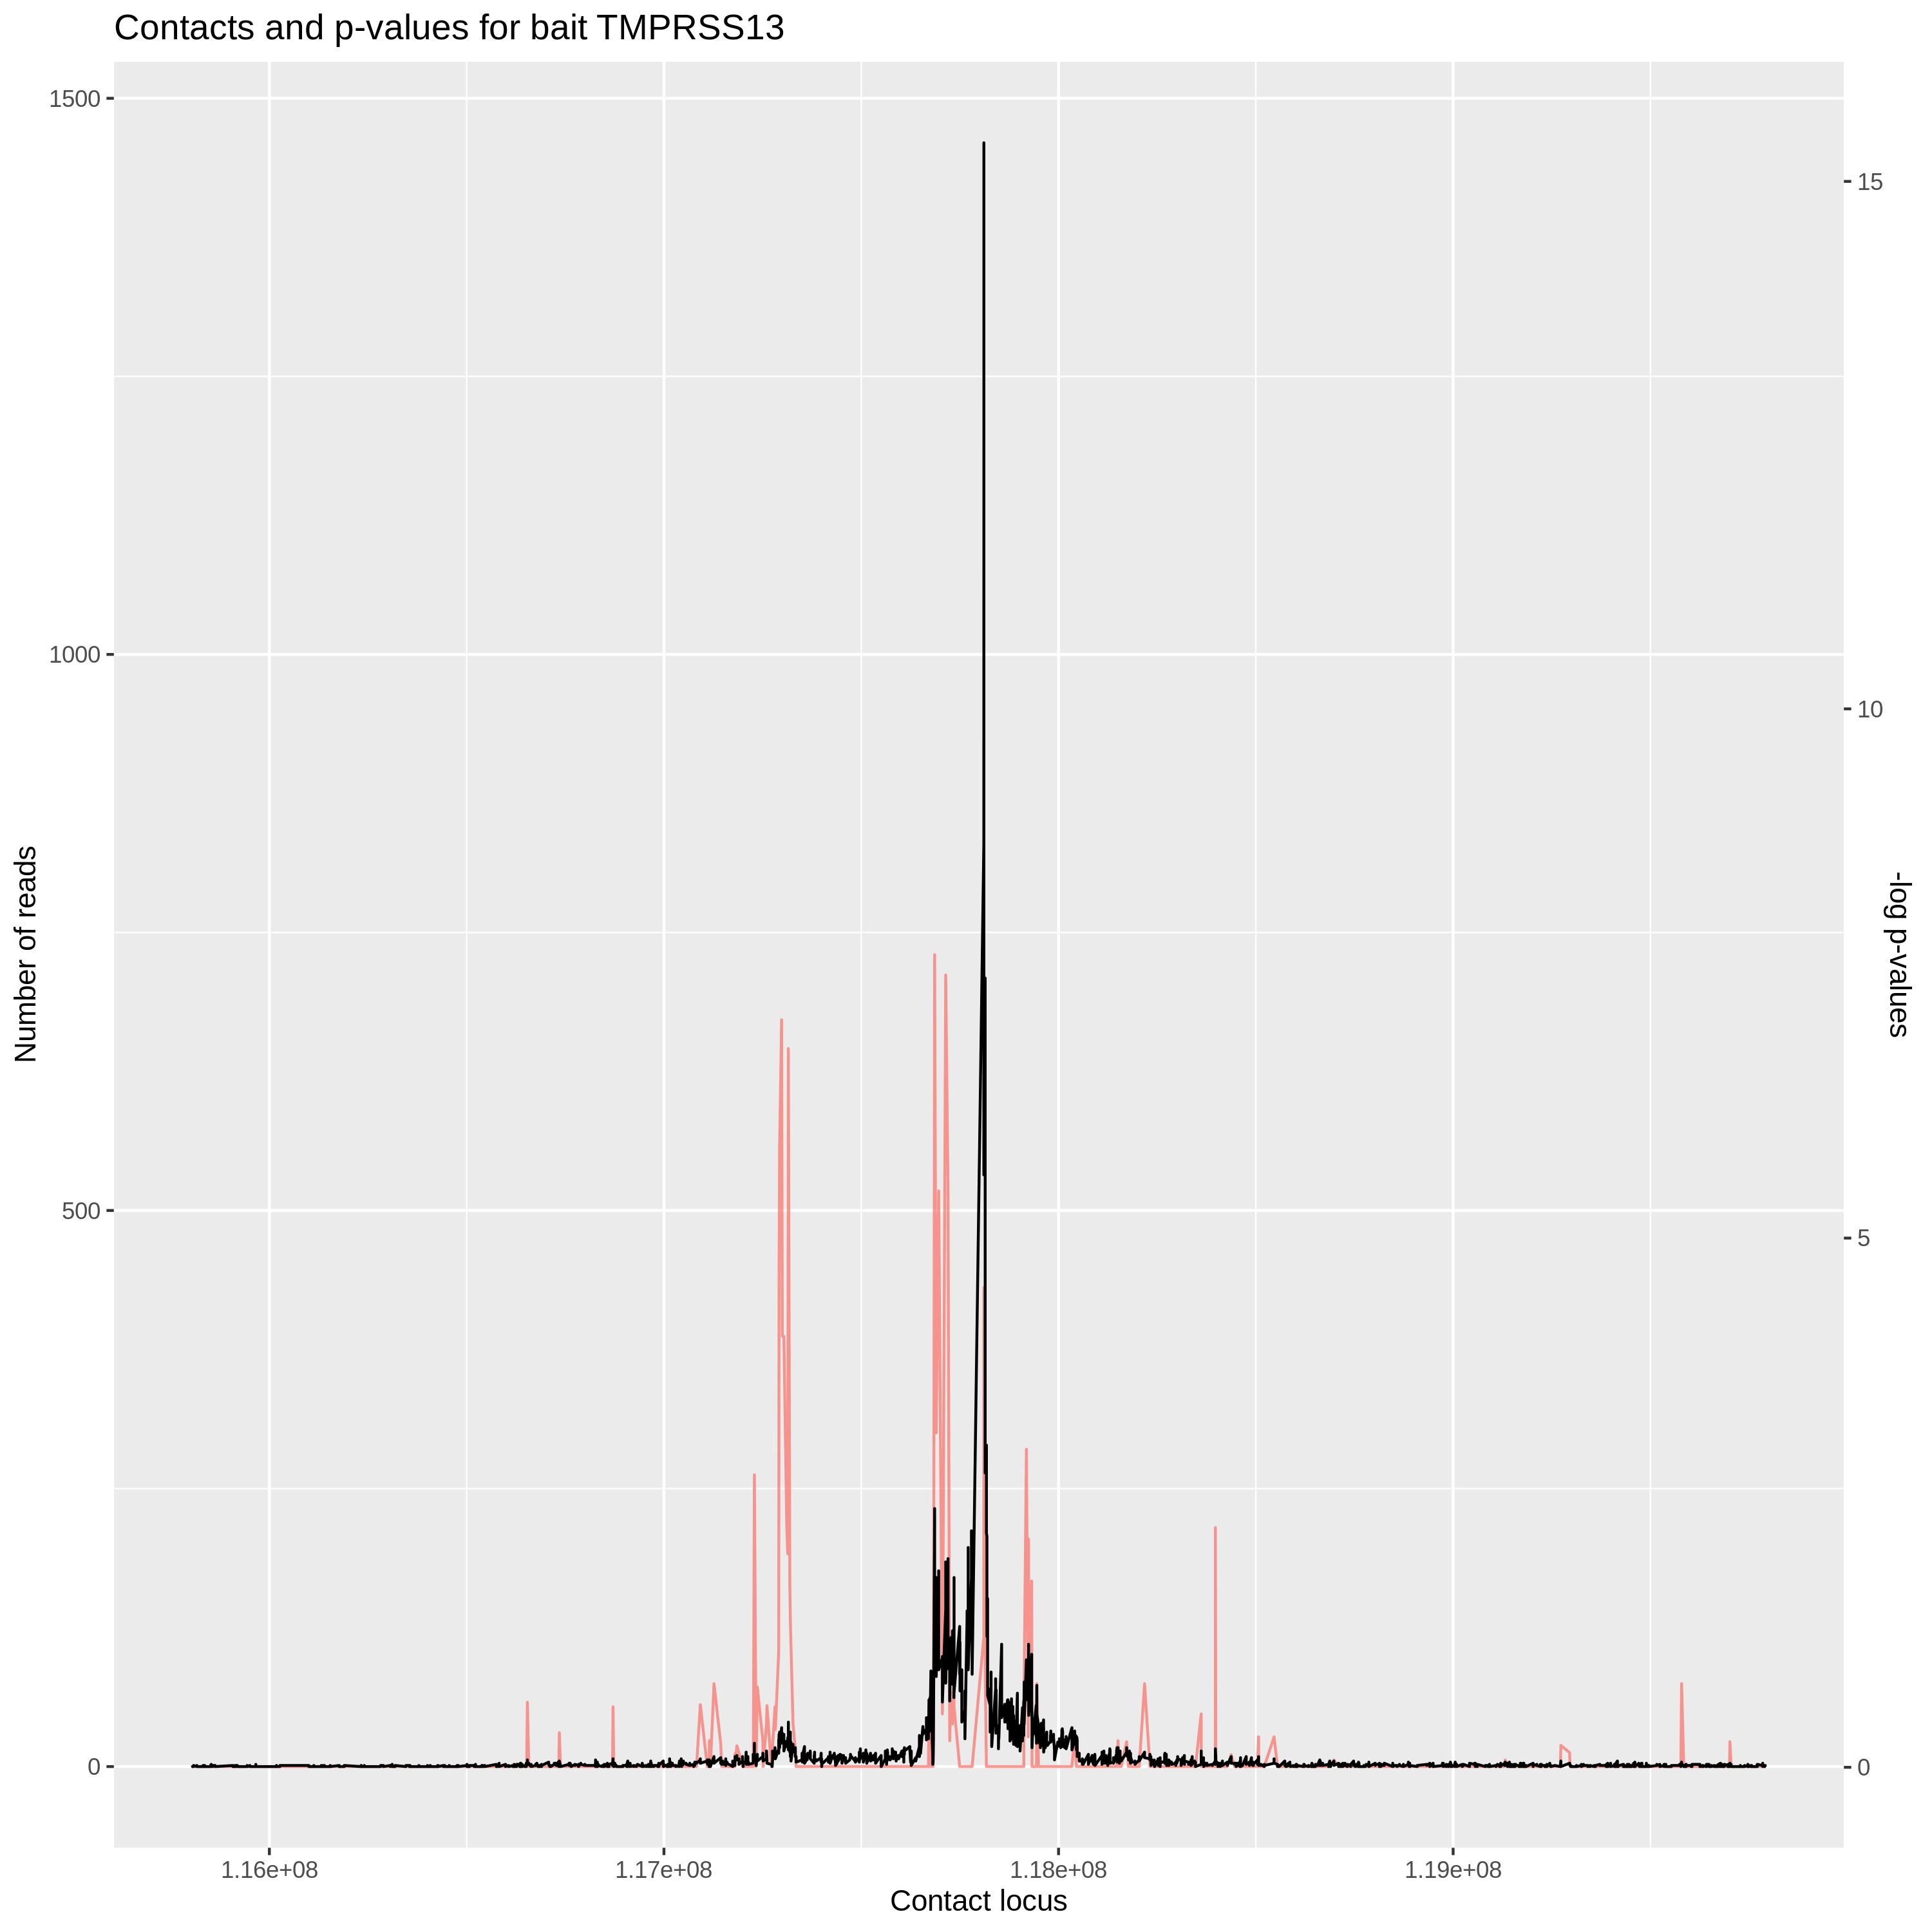 Contacts and p-values for bait TMPRSS13
1500
1000
500
0
Number of reads
15
10
5
0
-log p-values
1.16e+08
1.17e+08
1.18e+08
1.19e+08
Contact locus